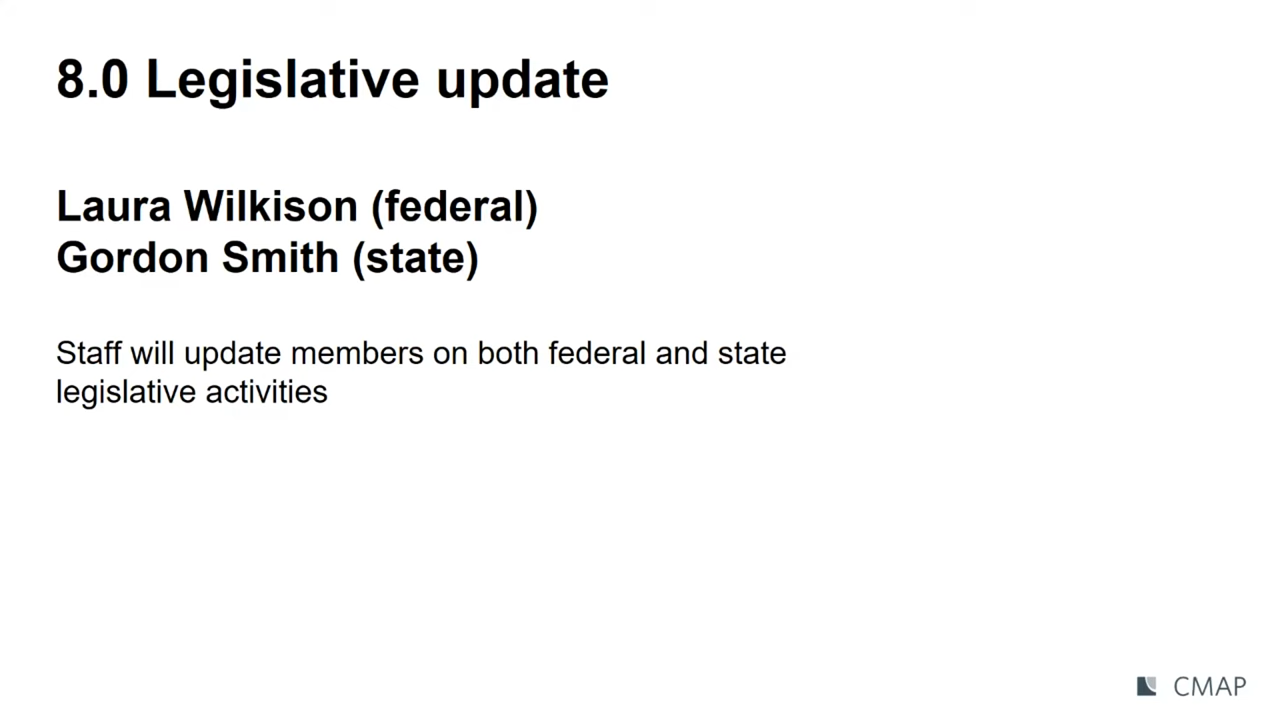 8.0 Legislative update
Laura Wilkison (federal)
Gordon Smith (state)
Staff will update members on both federal and state
legislative activities
CMAP